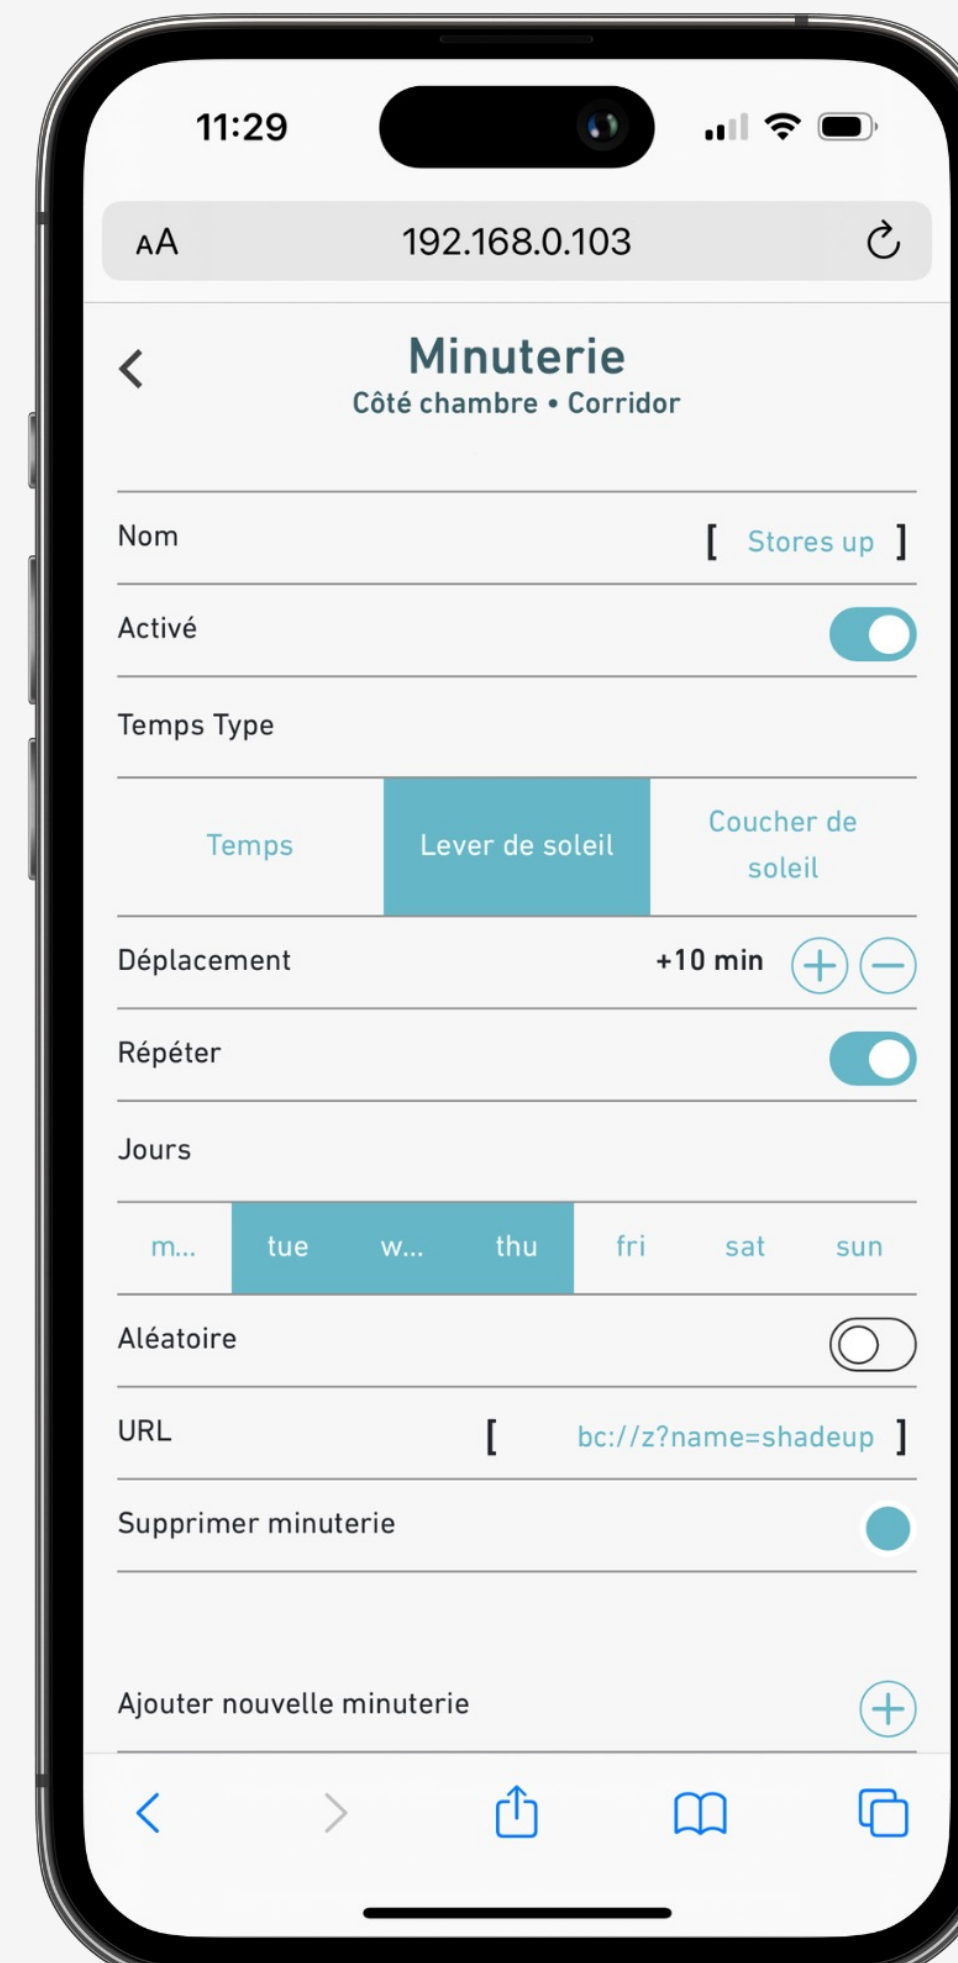 11:29
AA 192.168.0.103
Minuterie
Côté chambre • Corridor
Nom [ Stores up ]
Activé
Temps Type
Temps Lever de soleil Coucher de
soleil
Déplacement +10 min
Répéter
Jours
m... tue w... thu fri sat sun
Aléatoire
URL [ bc://z?name=shadeup ]
Supprimer minuterie
Ajouter nouvelle minuterie